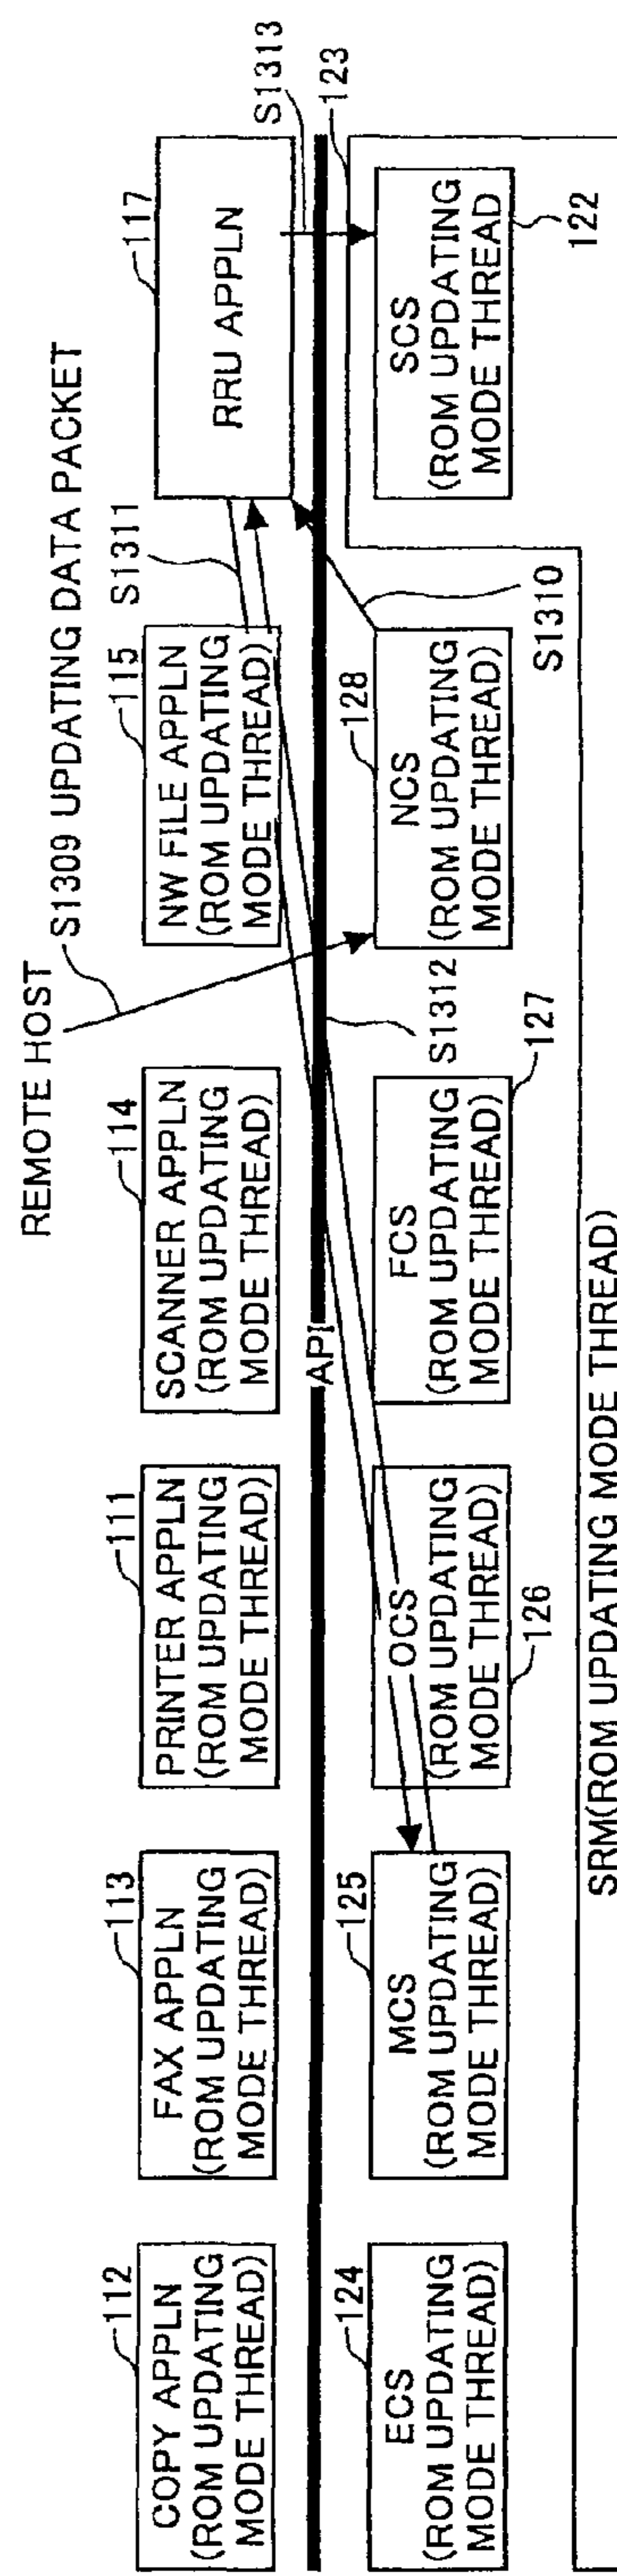 REMOTE HOST
S1309 UPDATING DATA PACKET
112
COPY APPLN
(ROM UPDATING
MODE THREAD)
113
FAX APPLN
(ROM UPDATING
MODE THREAD)
111
PRINTER APPLN
(ROM UPDATING
MODE THREAD)
114
SCANNER APPLN
(ROM UPDATING
MODE THREAD)
115
NW FILE APPLN
(ROM UPDATING
MODE THREAD)
S1311
117
RRU APPLN
S1313
API
123
124
ECS
(ROM UPDATING
MODE THREAD)
125
MCS
(ROM UPDATING
MODE THREAD)
OCS
(ROM UPDATING
MODE THREAD)
126
FCS
(ROM UPDATING
MODE THREAD)
127
S1312
128
NCS
(ROM UPDATING
MODE THREAD)
S1310
SCS
(ROM UPDATING
MODE THREAD
122
SRM(ROM UPDATING MODE THREAD)